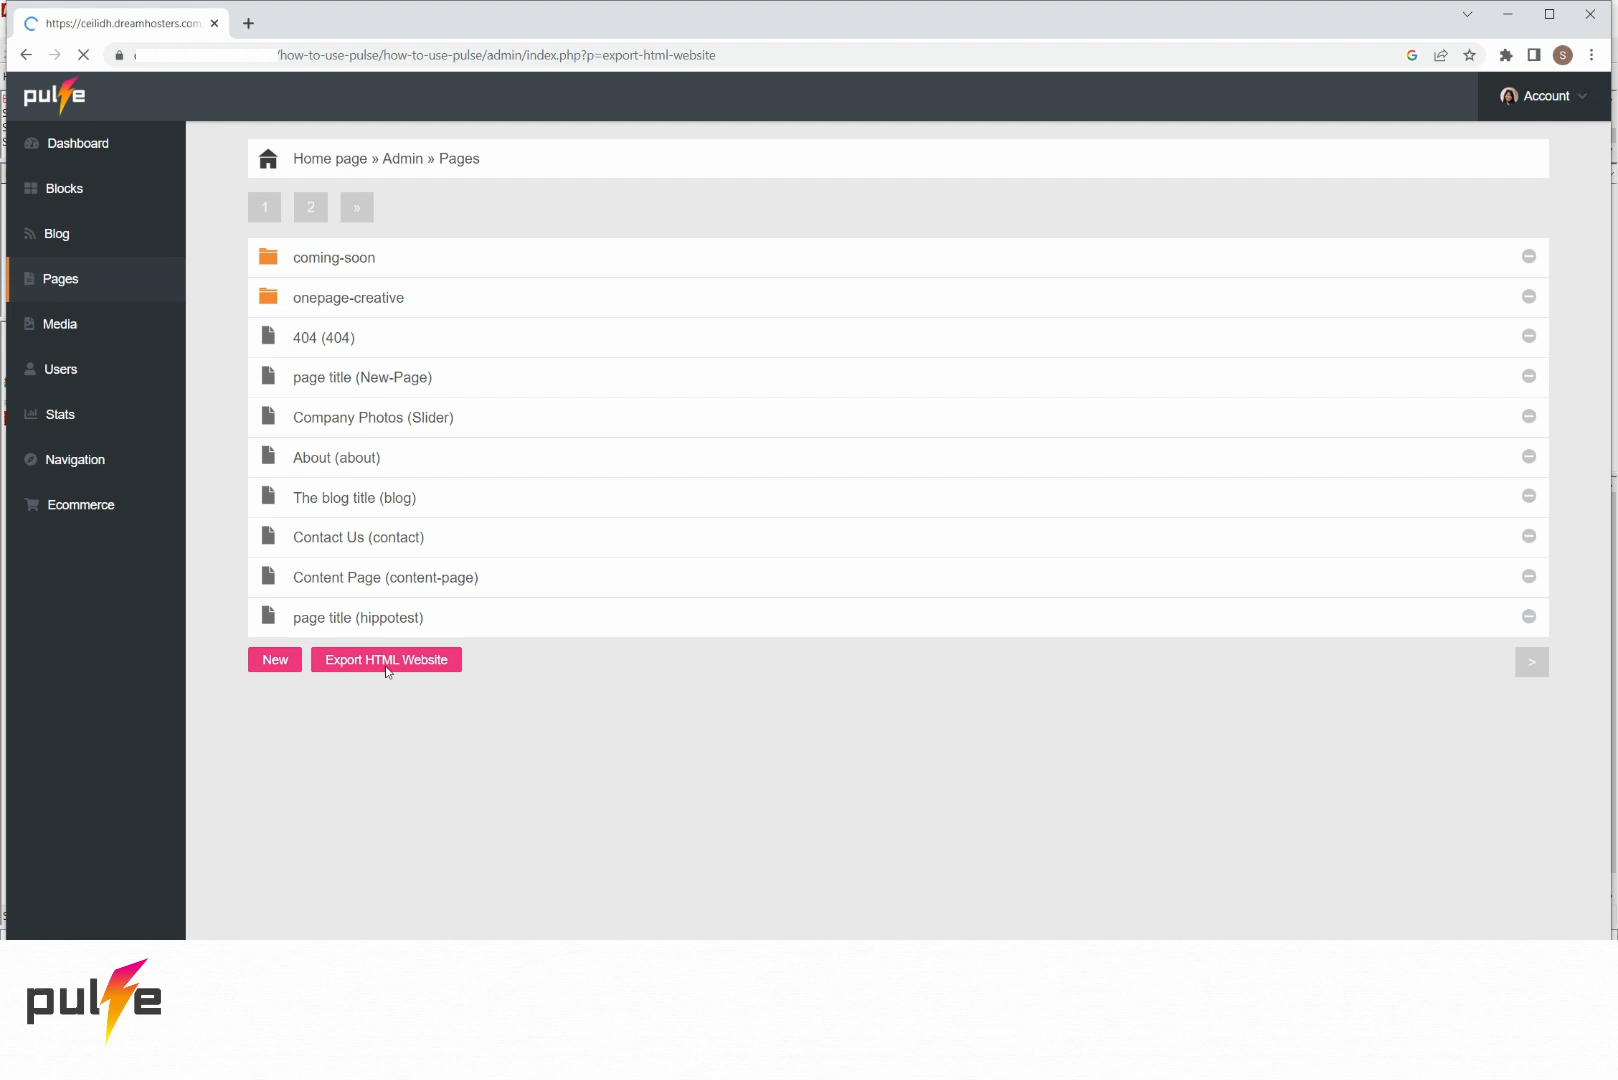 https://ceilidh.dreamhosters.com
/how-to-use-pulse/how-to-use-pulse/admin/index.php?p=export-html-website
S
pulse
Account
Dashboard
Blocks
Blog
Pages
Media
Users
Stats
Navigation
Ecommerce
Home page » Admin » Pages
1 2 »
coming-soon
onepage-creative
404 (404)
page title (New-Page)
Company Photos (Slider)
About (about)
The blog title (blog)
Contact Us (contact)
Content Page (content-page)
page title (hippotest)
New Export HTML Website >
pulse